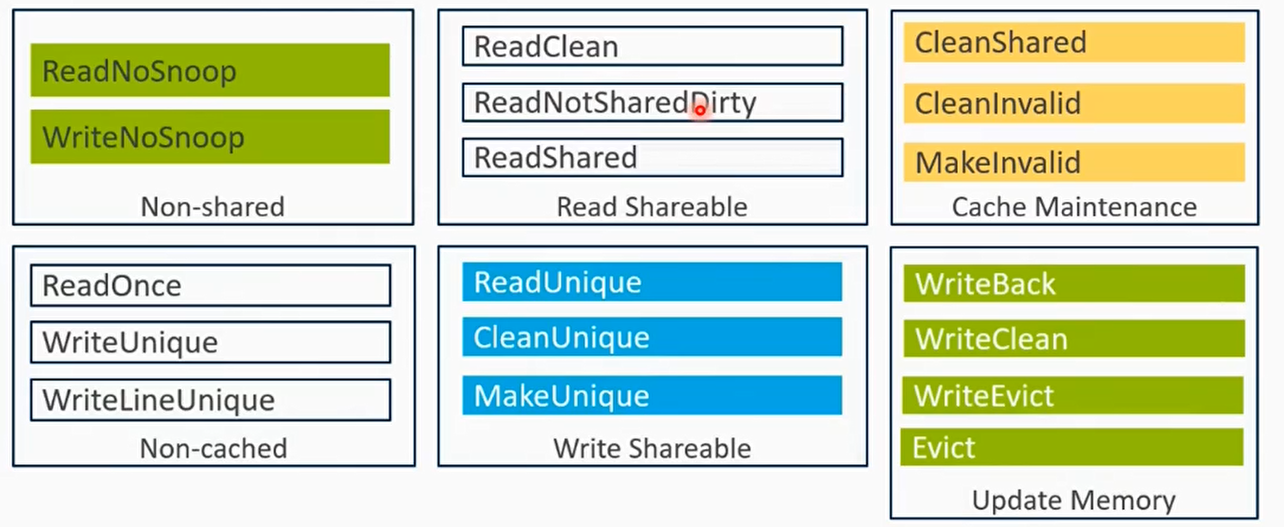 ReadNoSnoop
WriteNoSnoop
Non-shared
ReadClean
ReadNotSharedDirty
ReadShared
Read Shareable
CleanShared
CleanInvalid
MakeInvalid
Cache Maintenance
ReadOnce
WriteUnique
WriteLineUnique
Non-cached
ReadUnique
CleanUnique
MakeUnique
Write Shareable
WriteBack
WriteClean
WriteEvict
Evict
Update Memory